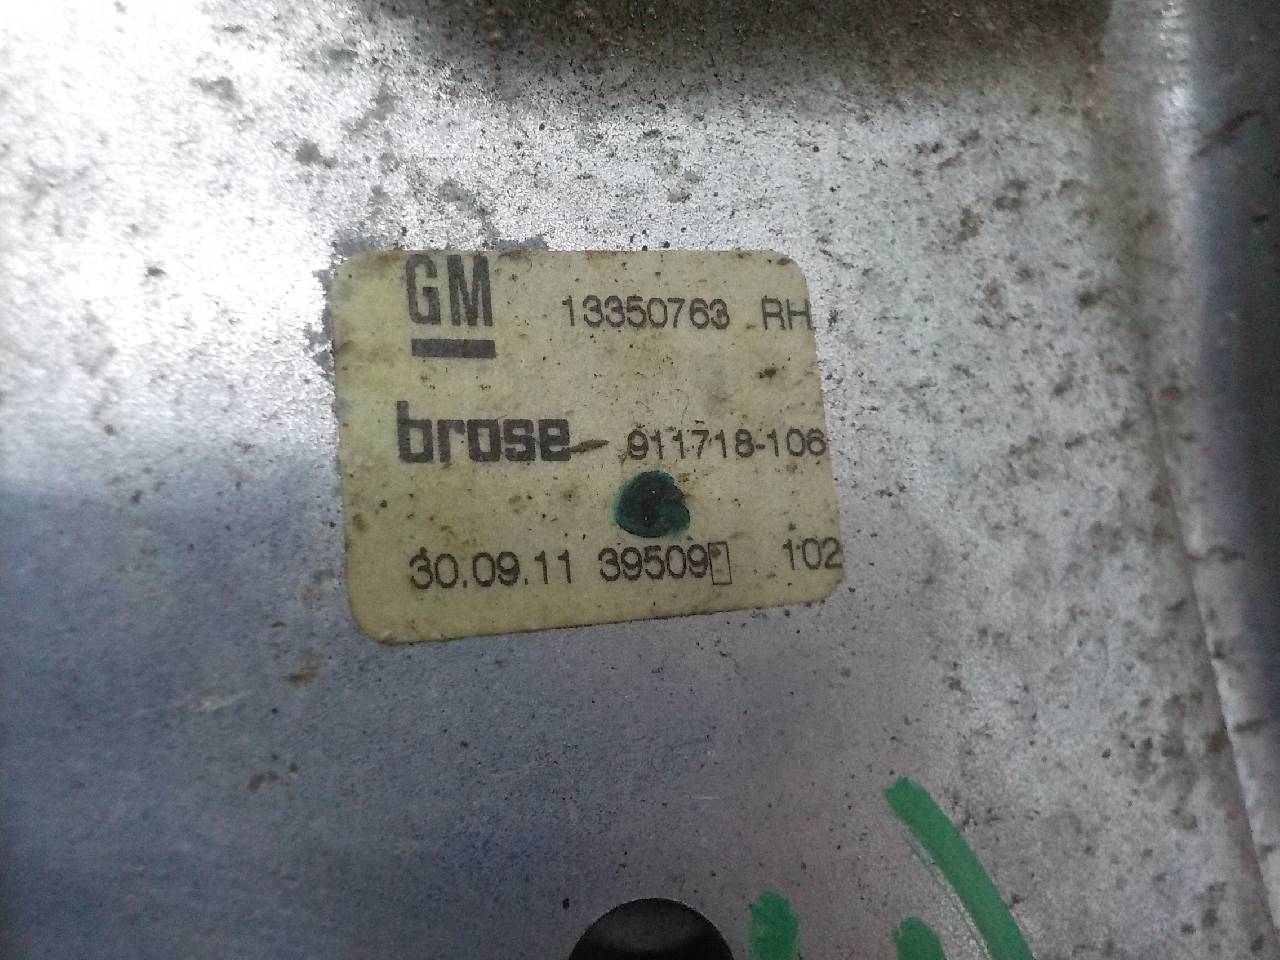 GM 13350763 RH
brose 911718-106
30.09.11 39509▯ 102